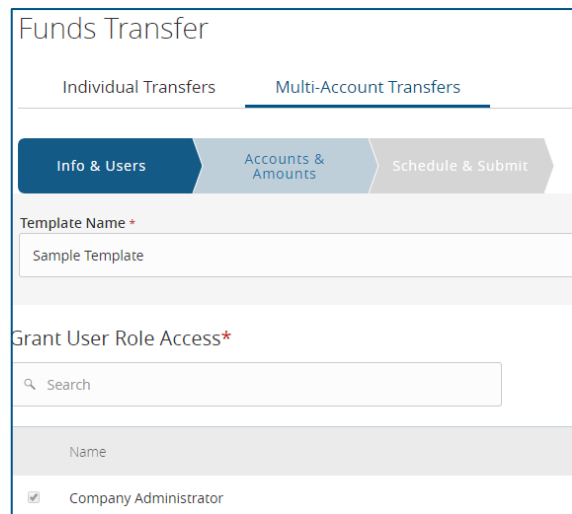 Funds Transfer
Individual Transfers Multi-Account Transfers
Info & Users Accounts & Amounts Schedule & Submit
Template Name *
Sample Template
Grant User Role Access*
Search
Name
Company Administrator